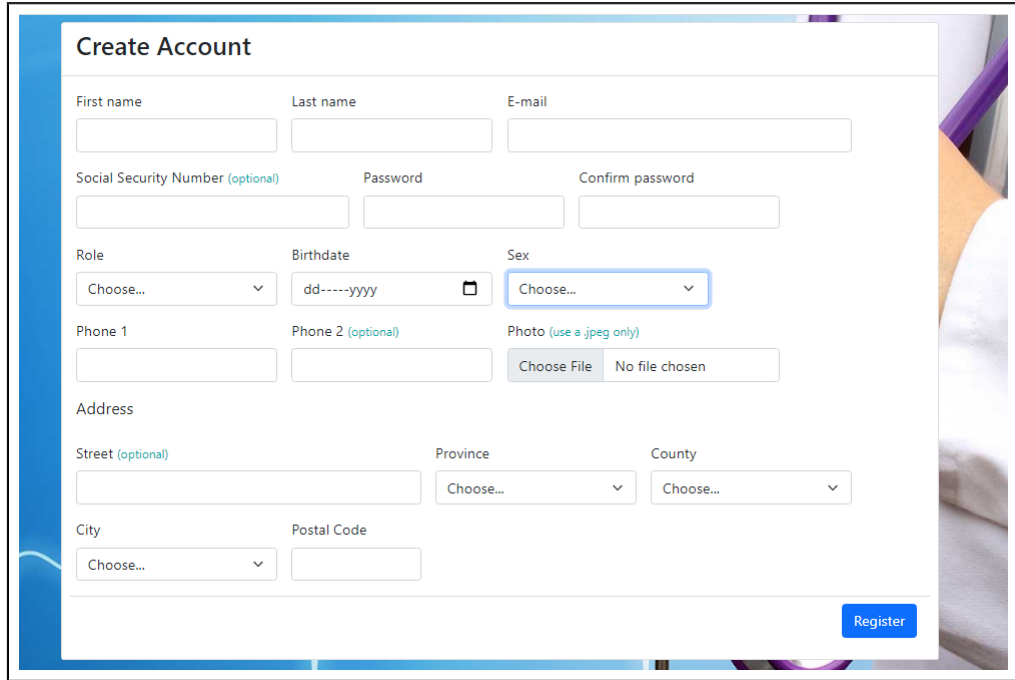 Create Account
First name Last name E-mail
Social Security Number (optional) Password Confirm password
Role Birthdate Sex
Choose... dd-----yyyy Choose...
Phone 1 Phone 2 (optional) Photo (use a .jpeg only)
Choose File No file chosen
Address
Street (optional) Province County
Choose... Choose...
City Postal Code
Choose...
Register